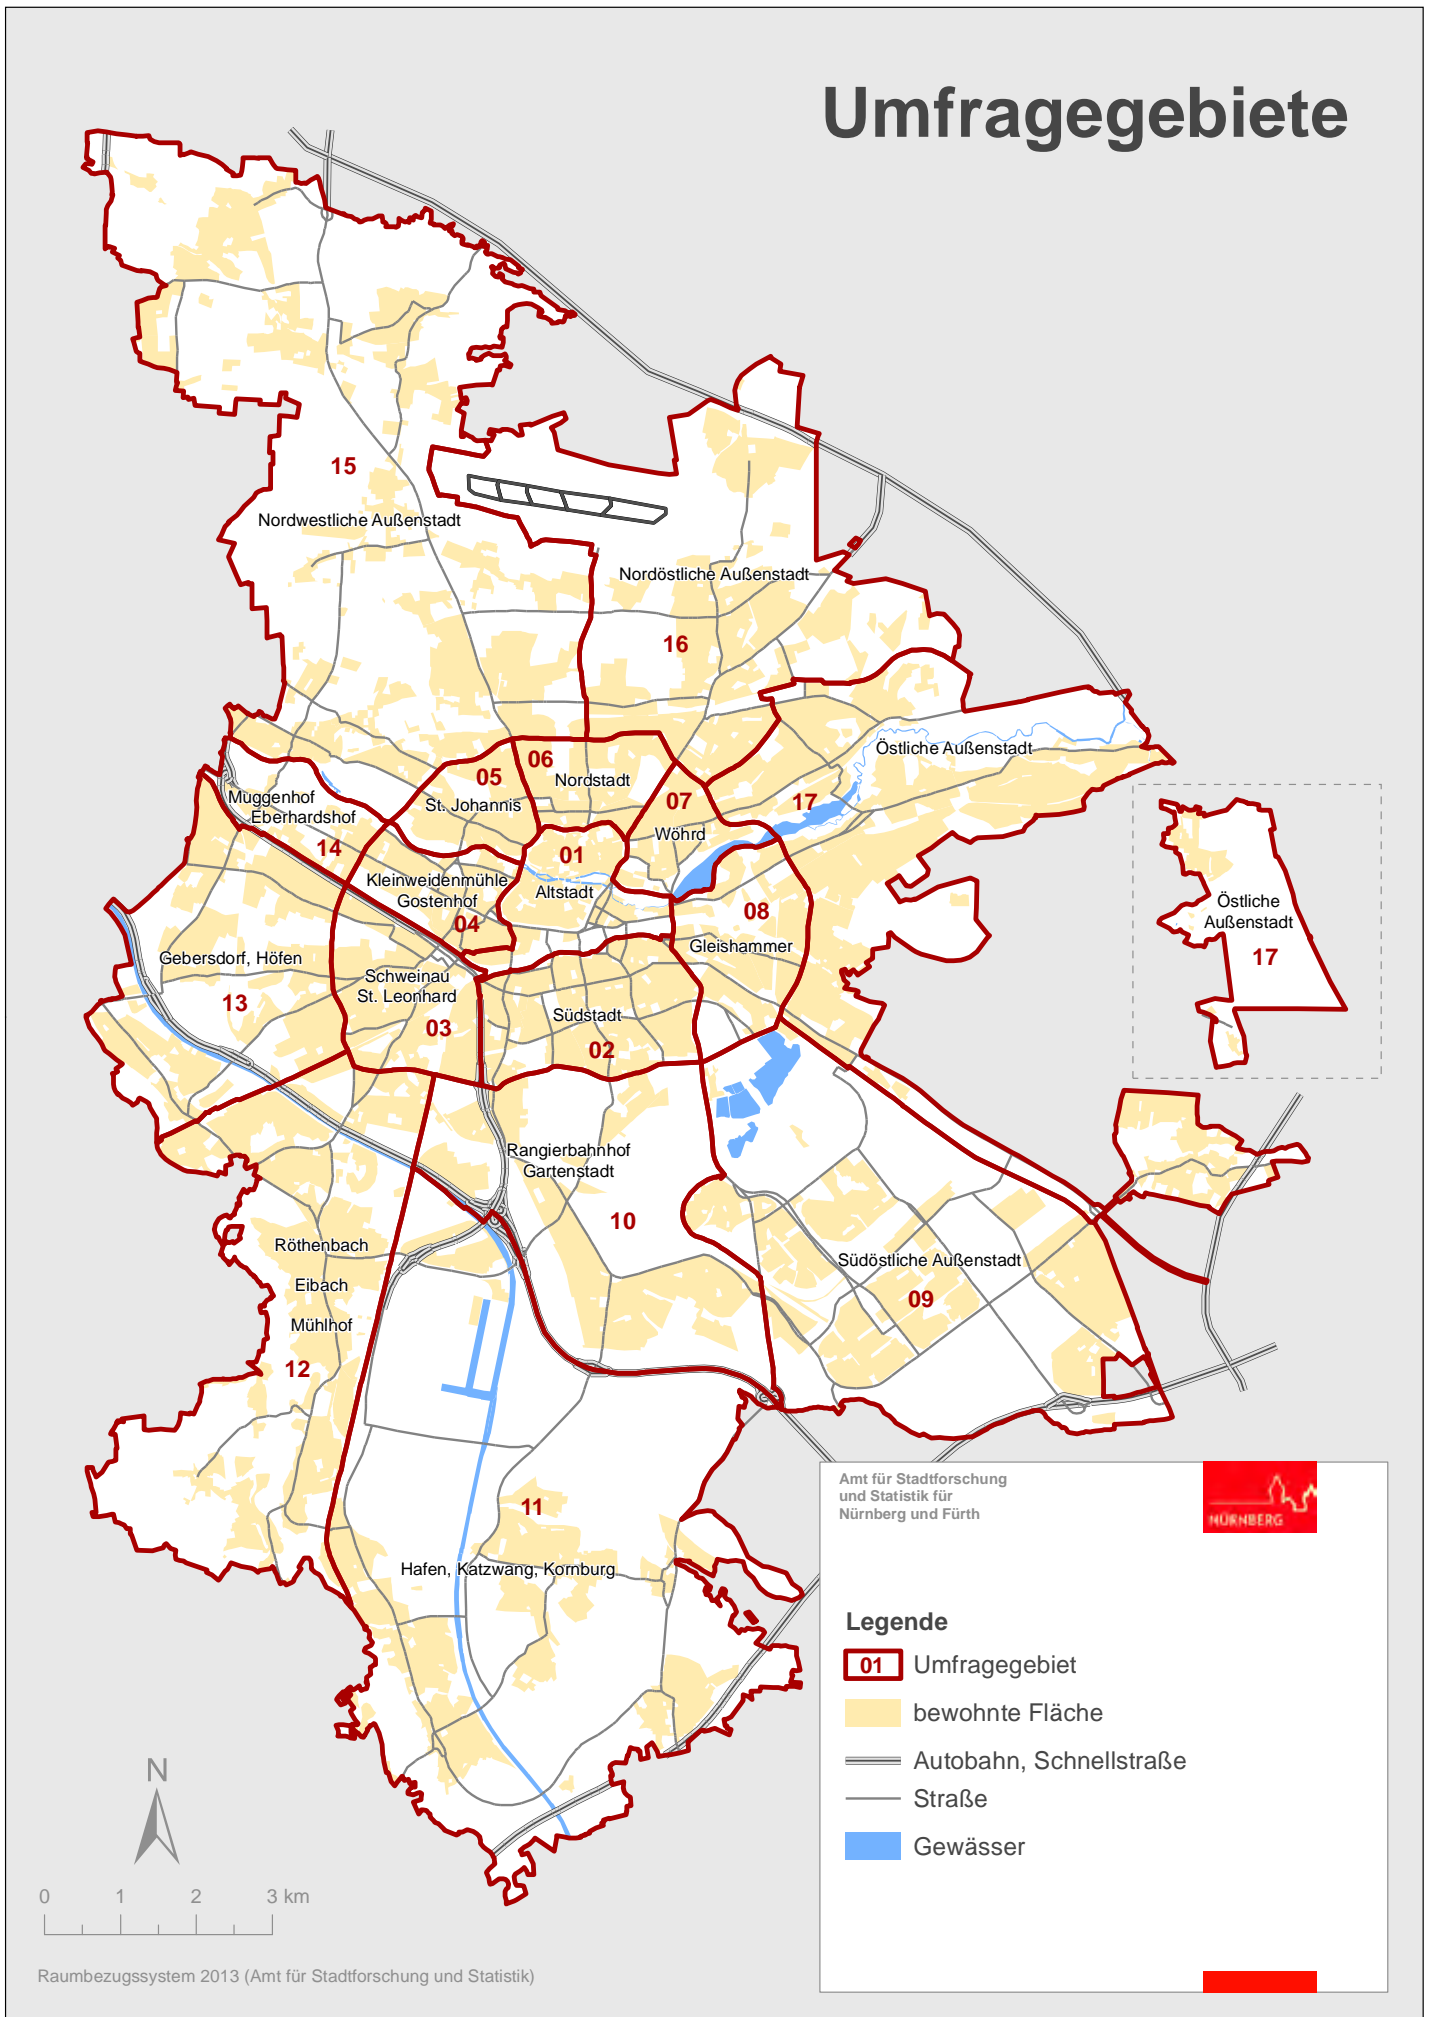 Umfragegebiete
15
Nordwestliche Außenstadt
Nordöstliche Außenstadt
16
06
Nordstadt
05
St. Johannis
07
Wöhrd
17
Östliche Außenstadt
Muggenhof
Eberhardshof
14
01
Altstadt
Kleinweidenmühle
Gostenhof
04
08
Gleishammer
Östliche
Außenstadt
17
Gebersdorf, Höfen
13
Schweinau
St. Leonhard
03
Südstadt
02
Rangierbahnhof
Gartenstadt
10
Südöstliche Außenstadt
09
Röthenbach
Eibach
Mühlhof
12
11
Hafen, Katzwang, Kornburg
Amt für Stadtforschung
und Statistik für
Nürnberg und Fürth
NÜRNBERG
Legende
01 Umfragegebiet
bewohnte Fläche
Autobahn, Schnellstraße
Straße
Gewässer
N
0 1 2 3 km
Raumbezugssystem 2013 (Amt für Stadtforschung und Statistik)